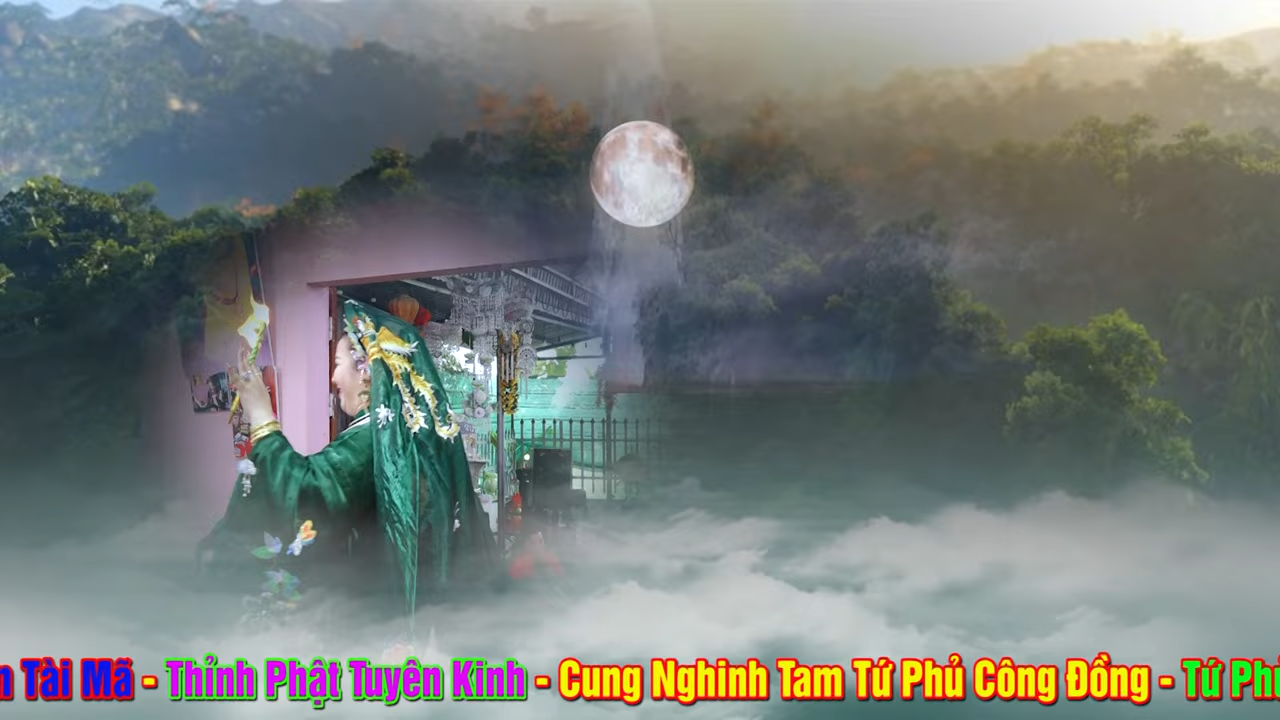 Tài Mã - Thỉnh Phật Tuyên Kinh - Cung Nghinh Tam Tứ Phủ Công Đồng - Tứ